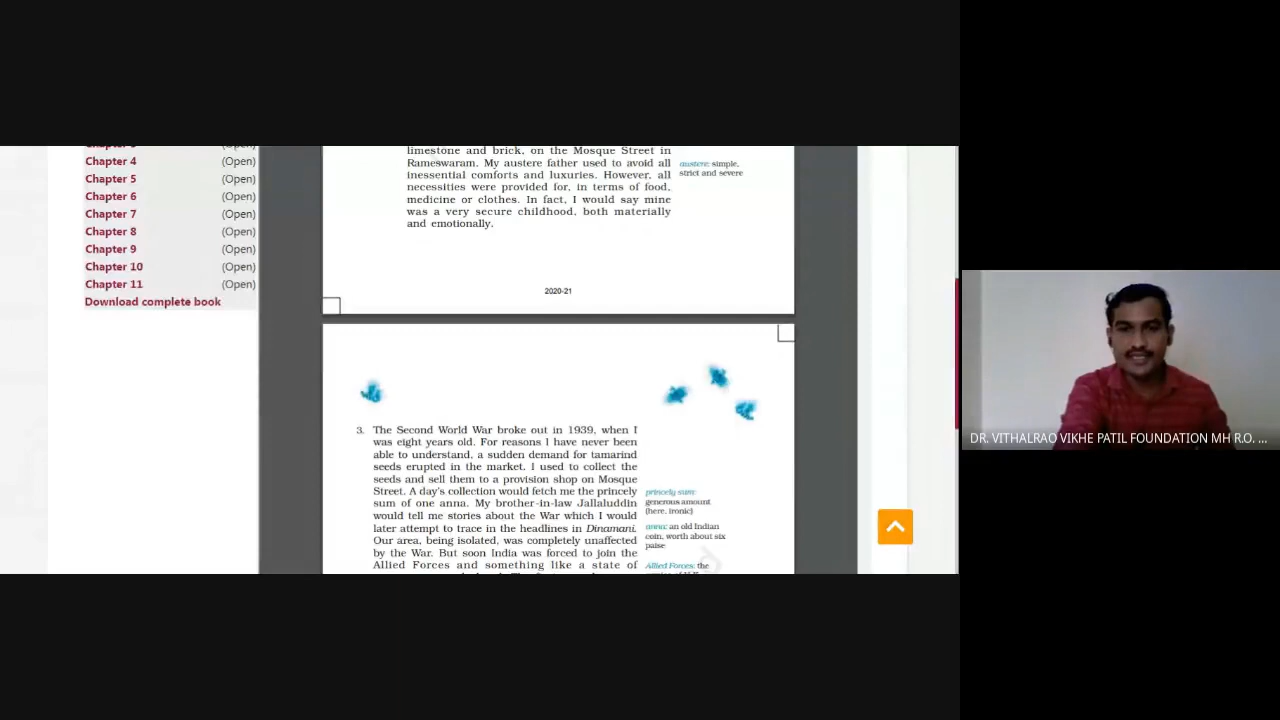 (Open)
Chapter 4 (Open)
Chapter 5 (Open)
Chapter 6 (Open)
Chapter 7 (Open)
Chapter 8 (Open)
Chapter 9 (Open)
Chapter 10 (Open)
Chapter 11 (Open)
Download complete book
limestone and brick, on the Mosque Street in
Rameswaram. My austere father used to avoid all
inessential comforts and luxuries. However, all
necessities were provided for, in terms of food,
medicine or clothes. In fact, I would say mine
was a very secure childhood, both materially
and emotionally.
austere: simple,
strict and severe
2020-21
3. The Second World War broke out in 1939, when I
was eight years old. For reasons I have never been
able to understand, a sudden demand for tamarind
seeds erupted in the market. I used to collect the
seeds and sell them to a provision shop on Mosque
Street. A day's collection would fetch me the princely
sum of one anna. My brother-in-law Jallaluddin
would tell me stories about the War which I would
later attempt to trace in the headlines in Dinamani.
Our area, being isolated, was completely unaffected
by the War. But soon India was forced to join the
Allied Forces and something like a state of
princely sum:
generous amount
(here, ironic)
anna: an old Indian
coin, worth about six
paise
Allied Forces: the
DR. VITHALRAO VIKHE PATIL FOUNDATION MH R.O. ...